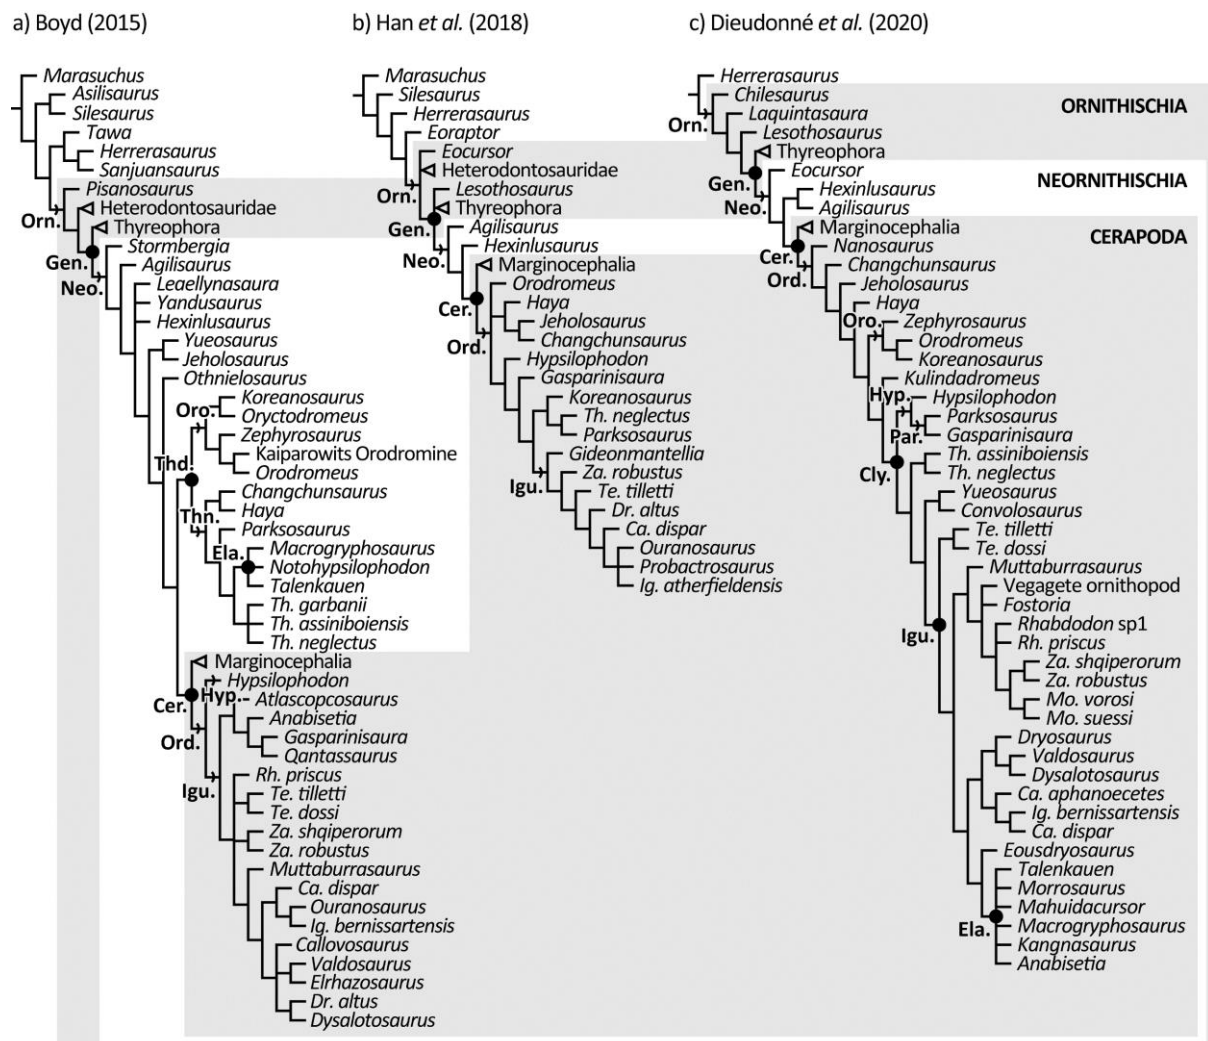 a) Boyd (2015)
Marasuchus
Asilisaurus
Silesaurus
Tawa
Herrerasaurus
Sanjuansaurus
Pisanosaurus
Orn.
Heterodontosauridae
Thyreophora
Gen.
Stormbergia
Neo.
Agilisaurus
Leaellynasaura
Yandusaurus
Hexinlusaurus
Yueosaurus
Jeholosaurus
Othnielosaurus
Oro.
Koreanosaurus
Oryctodromeus
Zephyrosaurus
Kaiparowits Orodromine
Thd.
Orodromeus
Changchunsaurus
Thn.
Haya
Parksosaurus
Ela.
Macrogryphosaurus
Notohypsilophodon
Talenkauen
Th. garbanii
Th. assiniboiensis
Th. neglectus
Marginocephalia
Hypsilophodon
Cer.
Hyp.
Atlascopcosaurus
Anabisetia
Ord.
Gasparinisaura
Qantassaurus
Rh. priscus
Igu.
Te. tilletti
Te. dossi
Za. shqiperorum
Za. robustus
Muttaburrasaurus
Ca. dispar
Ouranosaurus
Ig. bernissartensis
Callovosaurus
Valdosaurus
Elrhazosaurus
Dr. altus
Dysalotosaurus
b) Han et al. (2018)
Marasuchus
Silesaurus
Herrerasaurus
Eoraptor
Eocursor
Heterodontosauridae
Orn.
Lesothosaurus
Thyreophora
Gen.
Agilisaurus
Neo.
Hexinlusaurus
Marginocephalia
Orodromeus
Cer.
Haya
Jeholosaurus
Ord.
Changchunsaurus
Hypsilophodon
Gasparinisaura
Koreanosaurus
Th. neglectus
Parksosaurus
Gideonmantellia
Igu.
Za. robustus
Te. tilletti
Dr. altus
Ca. dispar
Ouranosaurus
Probactrosaurus
Ig. atherfieldensis
c) Dieudonné et al. (2020)
Herrerasaurus
Chilesaurus
ORNITHISCHIA
Laquintasaura
Orn.
Lesothosaurus
Thyreophora
Eocursor
Gen.
NEORNITHISCHIA
Hexinlusaurus
Neo.
Agilisaurus
Marginocephalia
CERAPODA
Nanosaurus
Cer.
Changchunsaurus
Ord.
Jeholosaurus
Haya
Oro.
Zephyrosaurus
Orodromeus
Koreanosaurus
Kulindadromeus
Hyp.
Hypsilophodon
Parksosaurus
Par.
Gasparinisaura
Th. assiniboiensis
Cly.
Th. neglectus
Yueosaurus
Convolosaurus
Te. tilletti
Te. dossi
Muttaburrasaurus
Vegagete ornithopod
Fostoria
Rhabdodon sp1
Igu.
Rh. priscus
Za. shqiperorum
Za. robustus
Mo. vorosi
Mo. suessi
Dryosaurus
Valdosaurus
Dysalotosaurus
Ca. aphanoecetes
Ig. bernissartensis
Ca. dispar
Eousdryosaurus
Talenkauen
Morrosaurus
Mahuidacursor
Ela.
Macrogryphosaurus
Kangnasaurus
Anabisetia